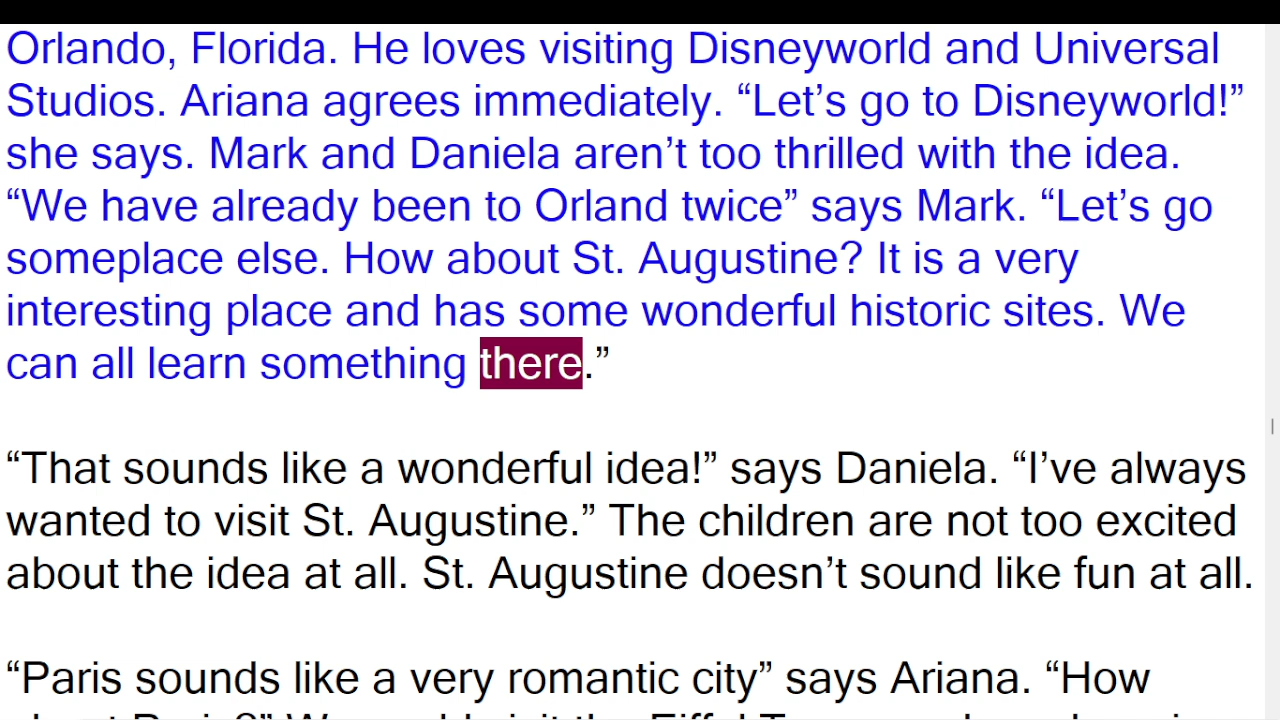 Orlando, Florida. He loves visiting Disneyworld and Universal
Studios. Ariana agrees immediately. “Let’s go to Disneyworld!”
she says. Mark and Daniela aren’t too thrilled with the idea.
“We have already been to Orland twice” says Mark. “Let’s go
someplace else. How about St. Augustine? It is a very
interesting place and has some wonderful historic sites. We
can all learn something there.”
“That sounds like a wonderful idea!” says Daniela. “I’ve always
wanted to visit St. Augustine.” The children are not too excited
about the idea at all. St. Augustine doesn’t sound like fun at all.
“Paris sounds like a very romantic city” says Ariana. “How